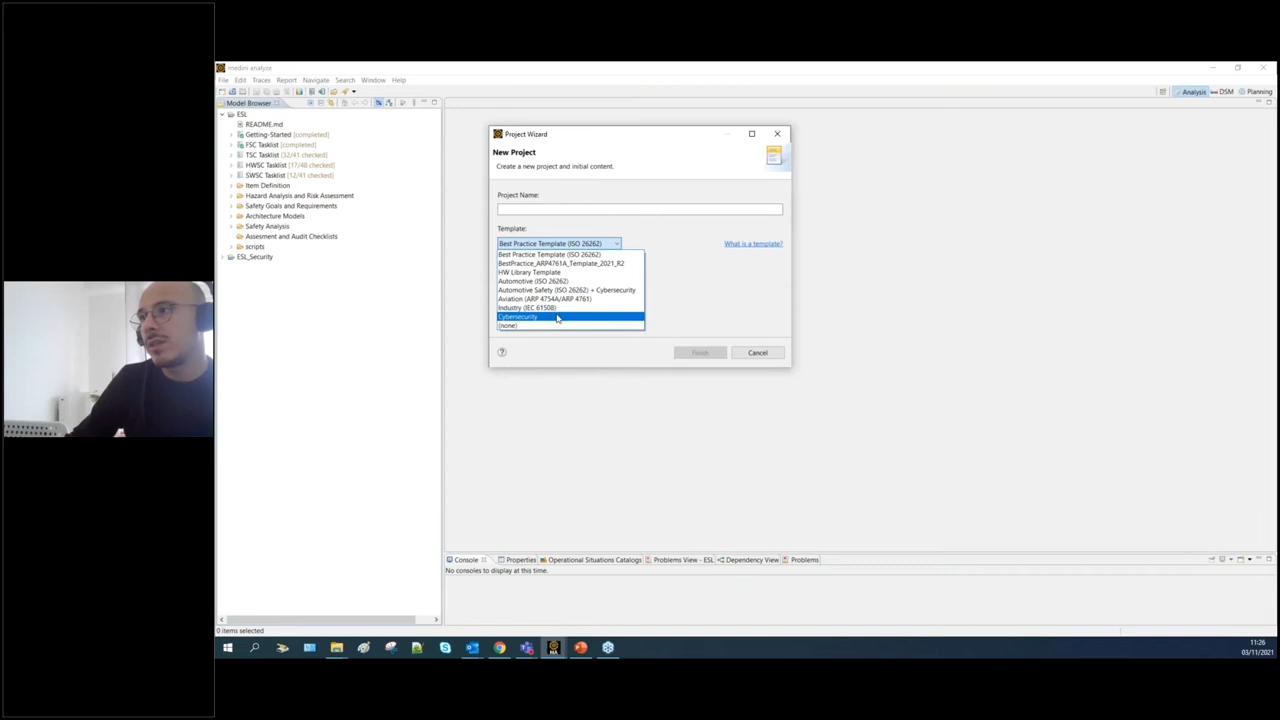 medini analyze
File Edit Traces Report Navigate Search Window Help
Analysis DSM Planning
Model Browser
ESL
README.md
Getting-Started [completed]
FSC Tasklist [completed]
TSC Tasklist [32/41 checked]
HWSC Tasklist [17/48 checked]
SWSC Tasklist [12/41 checked]
Item Definition
Hazard Analysis and Risk Assessment
Safety Goals and Requirements
Architecture Models
Safety Analysis
Assesment and Audit Checklists
scripts
ESL_Security
Project Wizard
New Project
Create a new project and initial content.
Project Name:
Template:
Best Practice Template (ISO 26262)
What is a template?
Best Practice Template (ISO 26262)
BestPractice_ARP4761A_Template_2021_R2
HW Library Template
Automotive (ISO 26262)
Automotive Safety (ISO 26262) + Cybersecurity
Aviation (ARP 4754A/ARP 4761)
Industry (IEC 61508)
Cybersecurity
(none)
Finish Cancel
Console Properties Operational Situations Catalogs Problems View - ESL Dependency View Problems
No consoles to display at this time.
0 items selected
11:26
03/11/2021